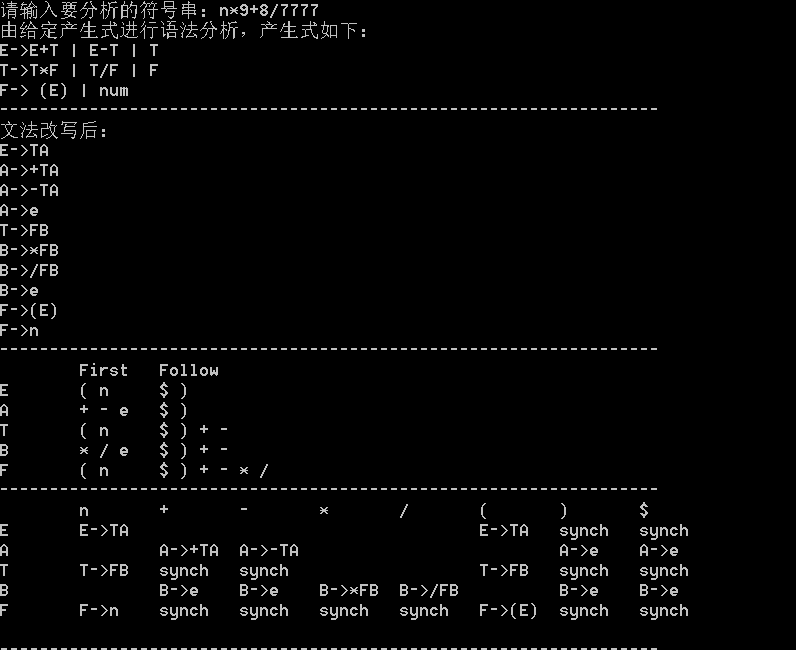 请输入要分析的符号串：n*9+8/7777
由给定产生式进行语法分析，产生式如下：
E->E+T | E-T | T
T->T*F | T/F | F
F-> (E) | num
------------------------------------------------------------------
文法改写后：
E->TA
A->+TA
A->-TA
A->e
T->FB
B->*FB
B->/FB
B->e
F->(E)
F->n
------------------------------------------------------------------
        First   Follow
E       ( n     $ )
A       + - e   $ )
T       ( n     $ ) + -
B       * / e   $ ) + -
F       ( n     $ ) + - * /
------------------------------------------------------------------
        n       +       -       *       /       (       )       $
E       E->TA                                   E->TA   synch   synch
A               A->+TA  A->-TA                          A->e    A->e
T       T->FB   synch   synch                   T->FB   synch   synch
B               B->e    B->e    B->*FB  B->/FB          B->e    B->e
F       F->n    synch   synch   synch   synch   F->(E)  synch   synch
------------------------------------------------------------------